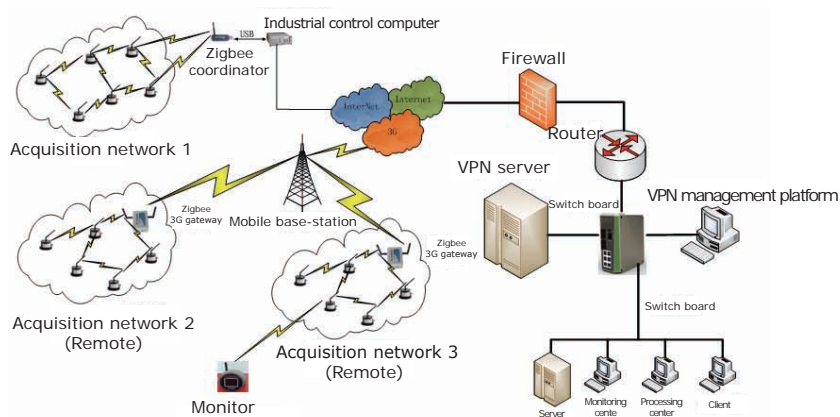 Industrial control computer
USB
Zigbee
coordinator
Firewall
InterNet
Internet
3G
Router
Acquisition network 1
VPN server
Switch board
VPN management platform
Zigbee
3G gateway
Mobile base-station
Zigbee
3G gateway
Switch board
Acquisition network 2
(Remote)
Acquisition network 3
(Remote)
Monitor
Server
Monitoring
cente
Processing
center
Client